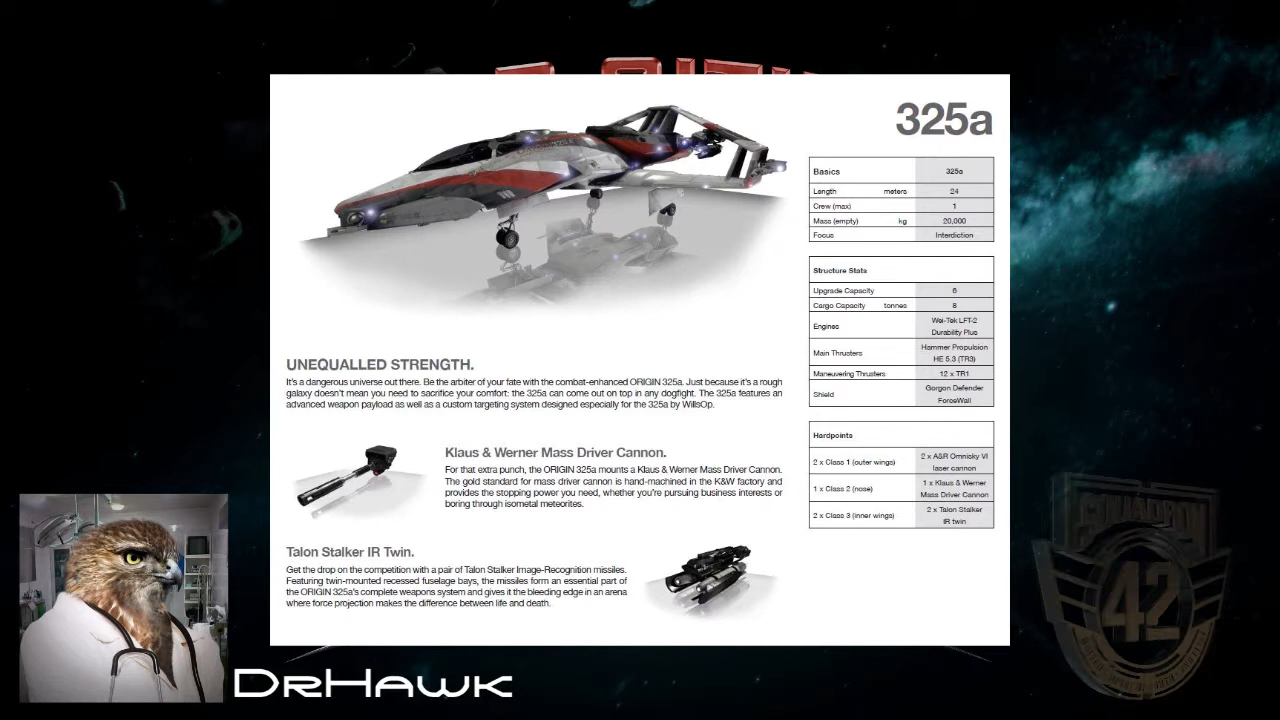 325a
Basics 325a
Length meters 24
Crew (max) 1
Mass (empty) kg 20,000
Focus Interdiction
Structure Stats
Upgrade Capacity 6
Cargo Capacity tonnes 8
Engines Wei-Tek LFT-2
Durability Plus
Main Thrusters Hammer Propulsion
HE 5.3 (TR3)
Maneuvering Thrusters 12 x TR1
Shield Gorgon Defender
ForceWall
Hardpoints
2 x Class 1 (outer wings) 2 x A&R Omnisky VI
laser cannon
1 x Class 2 (nose) 1 x Klaus & Werner
Mass Driver Cannon
2 x Class 3 (inner wings) 2 x Talon Stalker
IR twin
UNEQUALLED STRENGTH.
It's a dangerous universe out there. Be the arbiter of your fate with the combat-enhanced ORIGIN 325a. Just because it's a rough
galaxy doesn't mean you need to sacrifice your comfort: the 325a can come out on top in any dogfight. The 325a features an
advanced weapon payload as well as a custom targeting system designed especially for the 325a by WillsOp.
Klaus & Werner Mass Driver Cannon.
For that extra punch, the ORIGIN 325a mounts a Klaus & Werner Mass Driver Cannon.
The gold standard for mass driver cannon is hand-machined in the K&W factory and
provides the stopping power you need, whether you're pursuing business interests or
boring through isometal meteorites.
Talon Stalker IR Twin.
Get the drop on the competition with a pair of Talon Stalker Image-Recognition missiles.
Featuring twin-mounted recessed fuselage bays, the missiles form an essential part of
the ORIGIN 325a's complete weapons system and gives it the bleeding edge in an arena
where force projection makes the difference between life and death.
SQUADRON
42
DrHawk